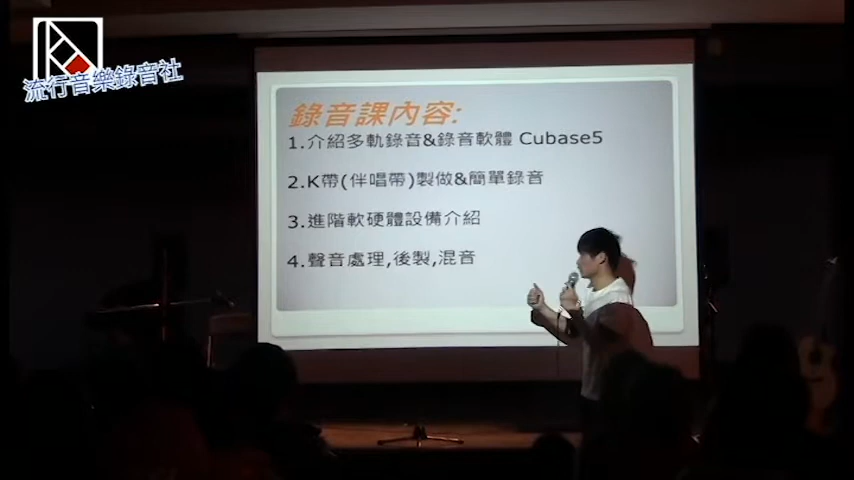 流行音樂錄音社
錄音課內容:
1.介紹多軌錄音&錄音軟體 Cubase5
2.K帶(伴唱帶)製做&簡單錄音
3.進階軟硬體設備介紹
4.聲音處理,後製,混音